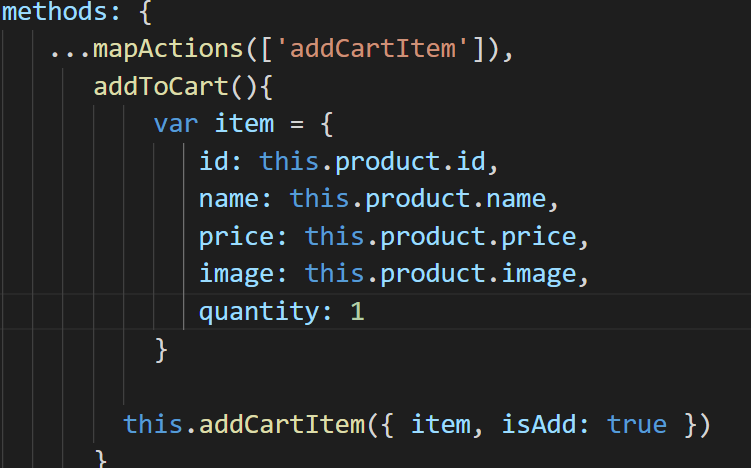 methods: {
...mapActions(['addCartItem']),
addToCart(){
var item = {
id: this.product.id,
name: this.product.name,
price: this.product.price,
image: this.product.image,
quantity: 1
}
this.addCartItem({ item, isAdd: true })
}